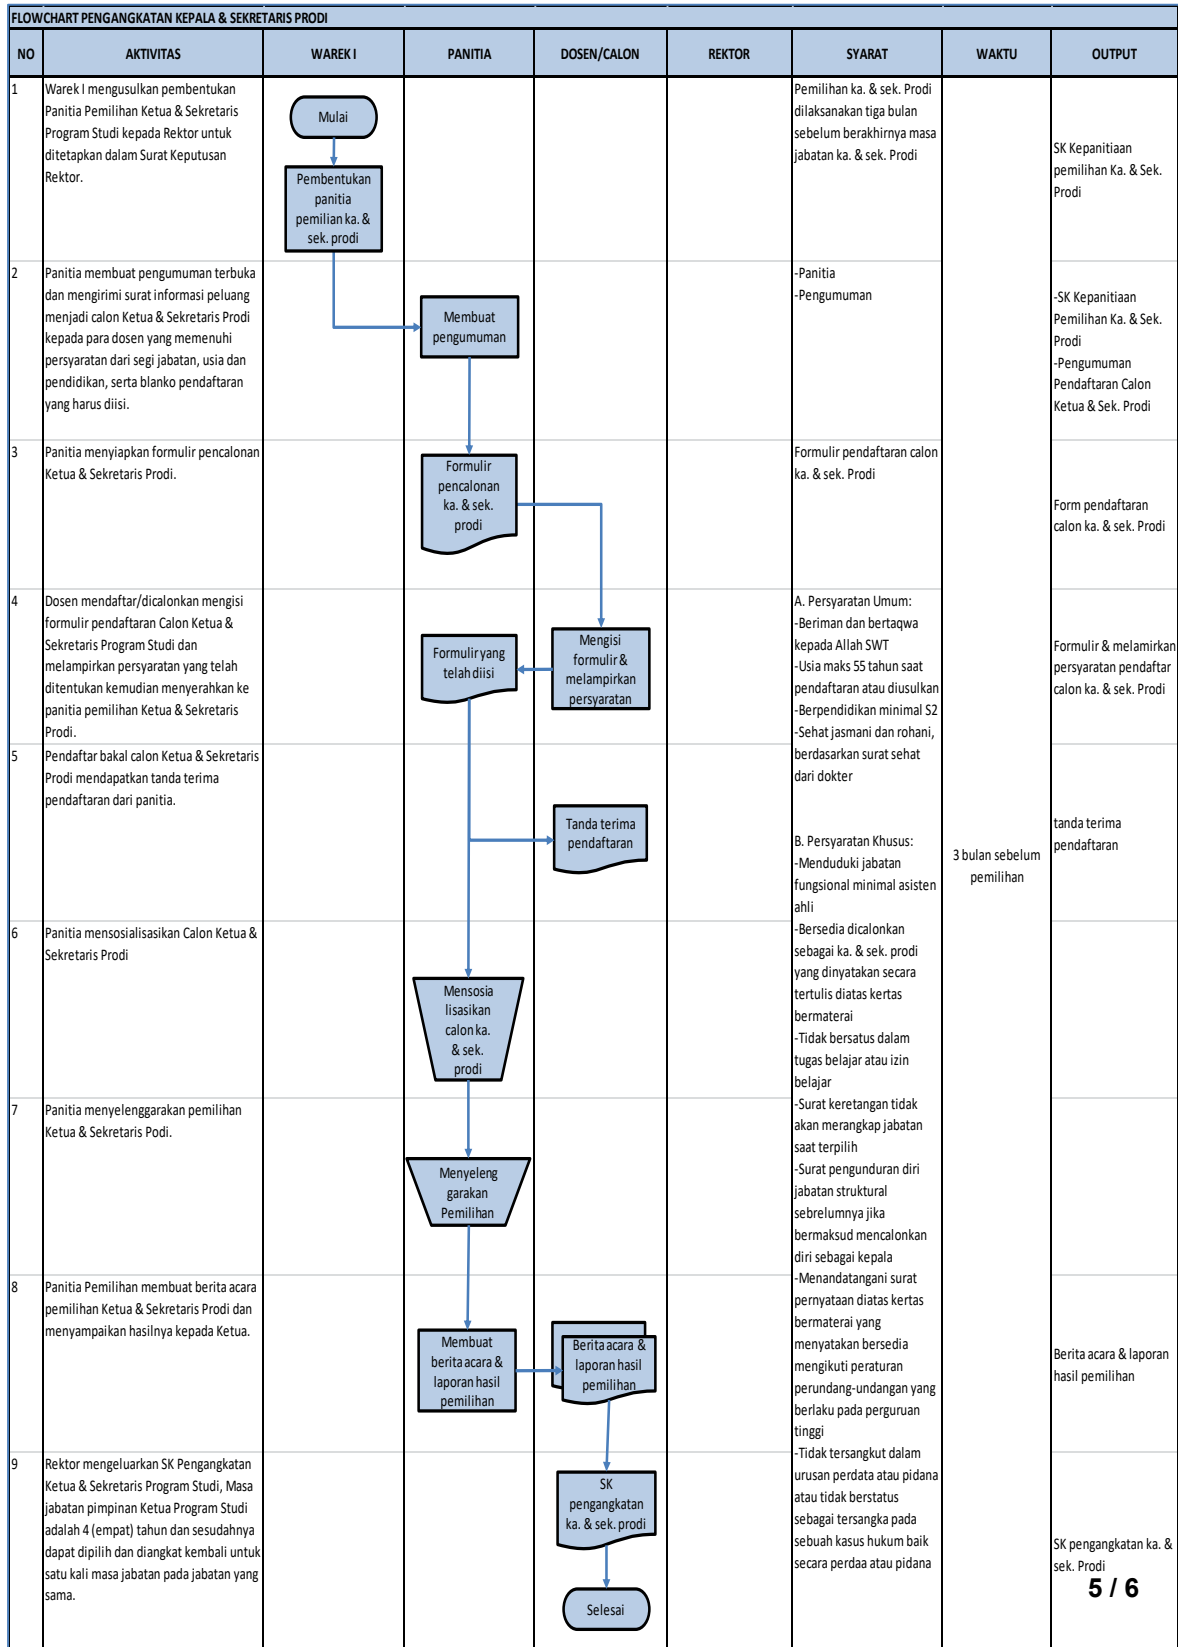 FLOWCHART PENGANGKATAN KEPALA & SEKRETARIS PRODI
NO
AKTIVITAS
WAREK I
PANITIA
DOSEN/CALON
REKTOR
SYARAT
WAKTU
OUTPUT
1
Warek I mengusulkan pembentukan
Panitia Pemilihan Ketua & Sekretaris
Program Studi kepada Rektor untuk
ditetapkan dalam Surat Keputusan
Rektor.
Mulai
Pembentukan
panitia
pemilian ka. &
sek. prodi
Pemilihan ka. & sek. Prodi
dilaksanakan tiga bulan
sebelum berakhirnya masa
jabatan ka. & sek. Prodi
SK Kepanitiaan
pemilihan Ka. & Sek.
Prodi
2
Panitia membuat pengumuman terbuka
dan mengirimi surat informasi peluang
menjadi calon Ketua & Sekretaris Prodi
kepada para dosen yang memenuhi
persyaratan dari segi jabatan, usia dan
pendidikan, serta blanko pendaftaran
yang harus diisi.
Membuat
pengumuman
-Panitia
-Pengumuman
-SK Kepanitiaan
Pemilihan Ka. & Sek.
Prodi
-Pengumuman
Pendaftaran Calon
Ketua & Sek. Prodi
3
Panitia menyiapkan formulir pencalonan
Ketua & Sekretaris Prodi.
Formulir
pencalonan
ka. & sek.
prodi
Formulir pendaftaran calon
ka. & sek. Prodi
Form pendaftaran
calon ka. & sek. Prodi
4
Dosen mendaftar/dicalonkan mengisi
formulir pendaftaran Calon Ketua &
Sekretaris Program Studi dan
melampirkan persyaratan yang telah
ditentukan kemudian menyerahkan ke
panitia pemilihan Ketua & Sekretaris
Prodi.
Formulir yang
telah diisi
Mengisi
formulir &
melampirkan
persyaratan
A. Persyaratan Umum:
-Beriman dan bertaqwa
kepada Allah SWT
-Usia maks 55 tahun saat
pendaftaran atau diusulkan
-Berpendidikan minimal S2
-Sehat jasmani dan rohani,
berdasarkan surat sehat
dari dokter
Formulir & melamirkan
persyaratan pendaftar
calon ka. & sek. Prodi
5
Pendaftar bakal calon Ketua & Sekretaris
Prodi mendapatkan tanda terima
pendaftaran dari panitia.
Tanda terima
pendaftaran
B. Persyaratan Khusus:
-Menduduki jabatan
fungsional minimal asisten
ahli
-Bersedia dicalonkan
sebagai ka. & sek. prodi
yang dinyatakan secara
tertulis diatas kertas
bermaterai
-Tidak bersatus dalam
tugas belajar atau izin
belajar
-Surat keretangan tidak
akan merangkap jabatan
saat terpilih
-Surat pengunduran diri
jabatan struktural
sebrelumnya jika
bermaksud mencalonkan
diri sebagai kepala
-Menandatangani surat
pernyataan diatas kertas
bermaterai yang
menyatakan bersedia
mengikuti peraturan
perundang-undangan yang
berlaku pada perguruan
tinggi
-Tidak tersangkut dalam
urusan perdata atau pidana
atau tidak berstatus
sebagai tersangka pada
sebuah kasus hukum baik
secara perdaa atau pidana
3 bulan sebelum
pemilihan
tanda terima
pendaftaran
6
Panitia mensosialisasikan Calon Ketua &
Sekretaris Prodi
Mensosia
lisasikan
calon ka.
& sek.
prodi
7
Panitia menyelenggarakan pemilihan
Ketua & Sekretaris Podi.
Menyeleng
garakan
Pemilihan
8
Panitia Pemilihan membuat berita acara
pemilihan Ketua & Sekretaris Prodi dan
menyampaikan hasilnya kepada Ketua.
Membuat
berita acara &
laporan hasil
pemilihan
Berita acara &
laporan hasil
pemilihan
Berita acara & laporan
hasil pemilihan
9
Rektor mengeluarkan SK Pengangkatan
Ketua & Sekretaris Program Studi, Masa
jabatan pimpinan Ketua Program Studi
adalah 4 (empat) tahun dan sesudahnya
dapat dipilih dan diangkat kembali untuk
satu kali masa jabatan pada jabatan yang
sama.
SK
pengangkatan
ka. & sek. prodi
Selesai
SK pengangkatan ka. &
sek. Prodi
5 / 6